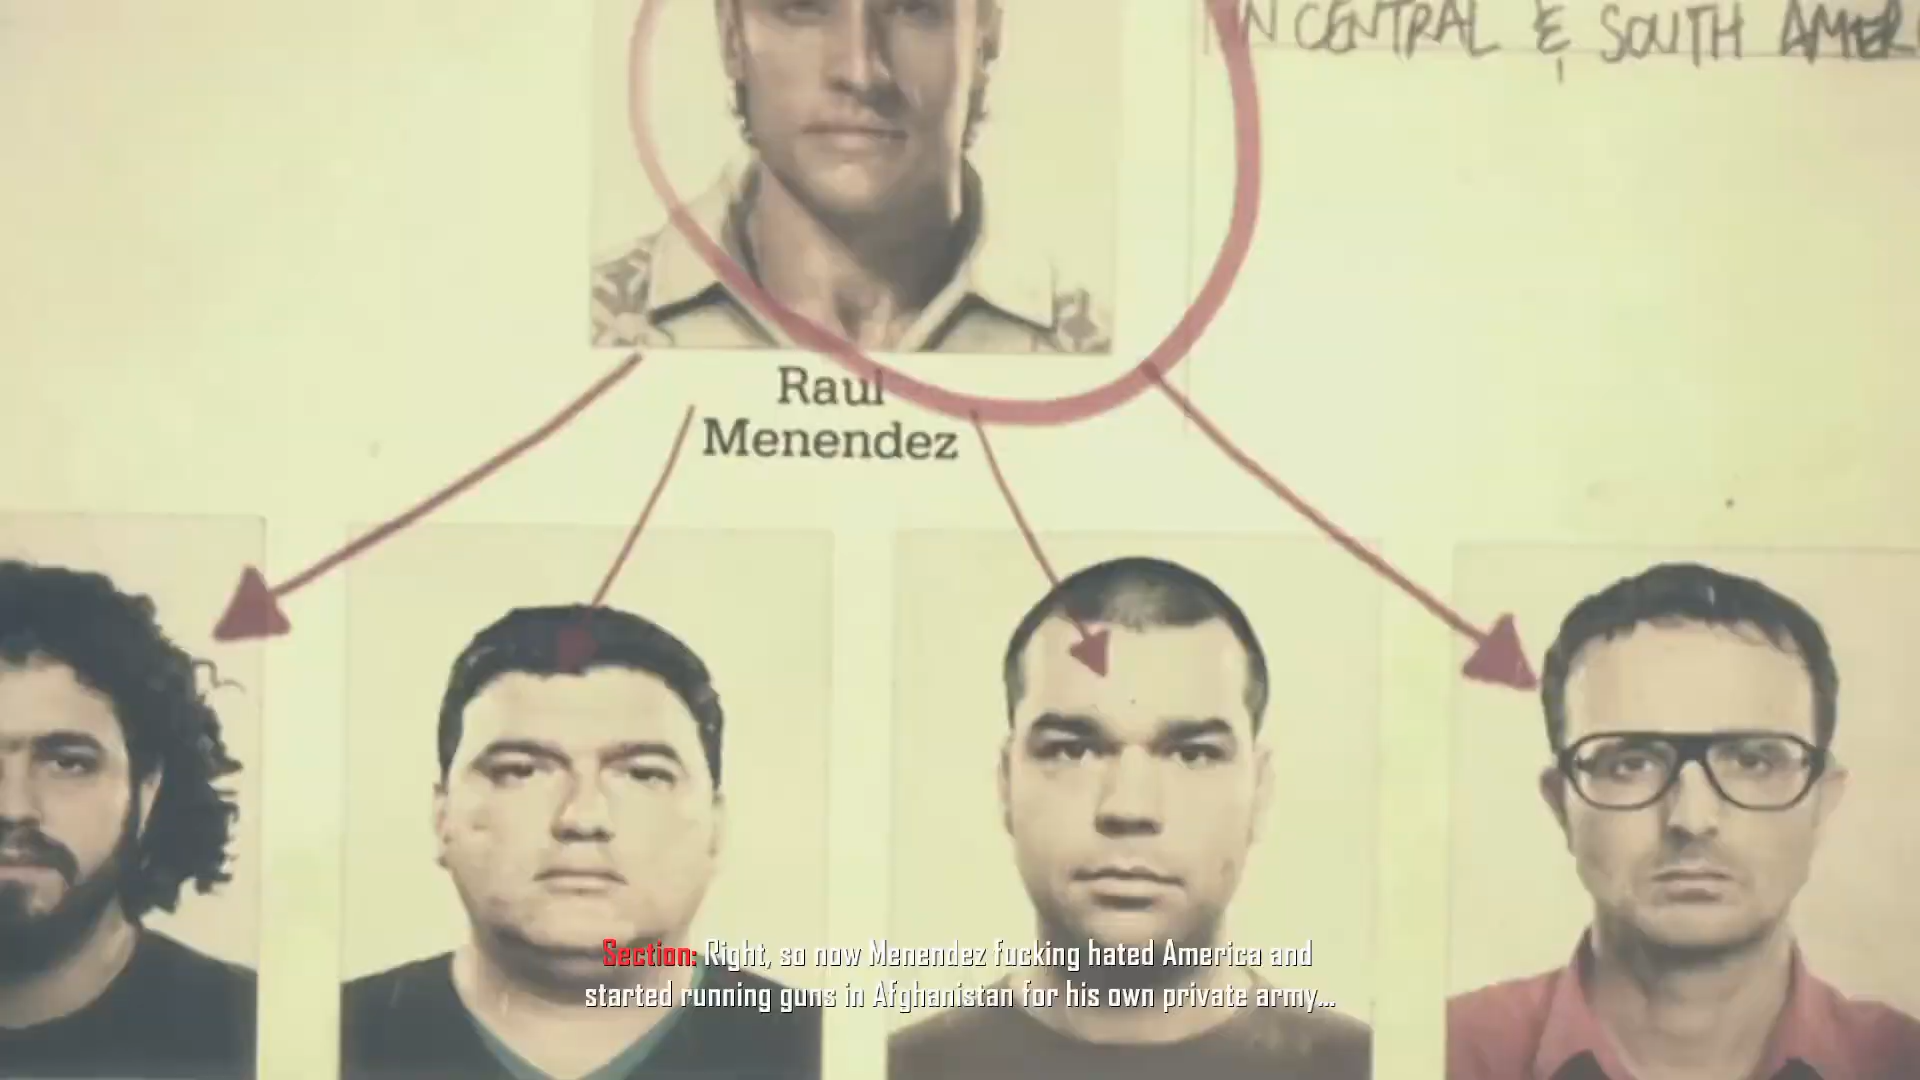 N CENTRAL & SOUTH AMER
Raul
Menendez
Section: Right, so now Menendez fucking hated America and
started running guns in Afghanistan for his own private army...